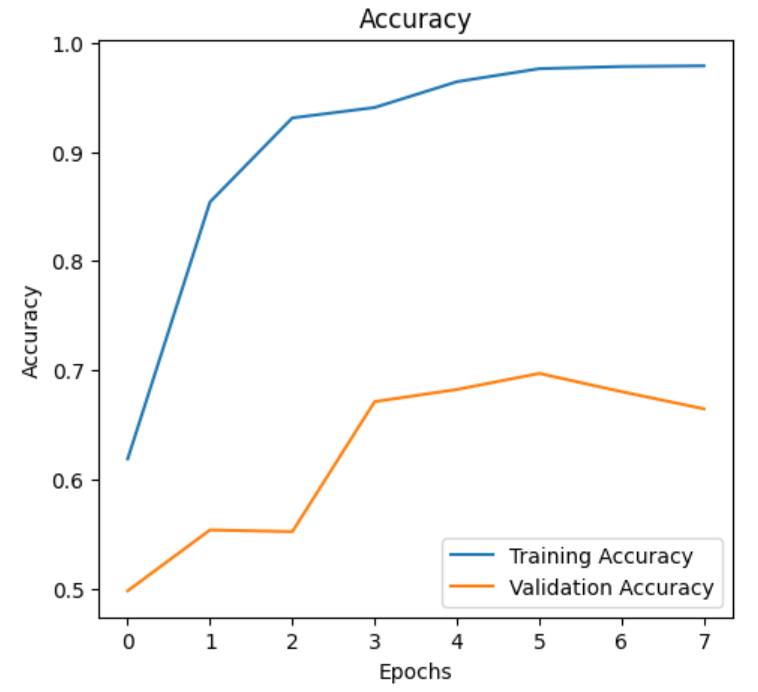 Accuracy
1.0
0.9
0.8
0.7
0.6
0.5
Accuracy
Training Accuracy
Validation Accuracy
0 1 2 3 4 5 6 7
Epochs